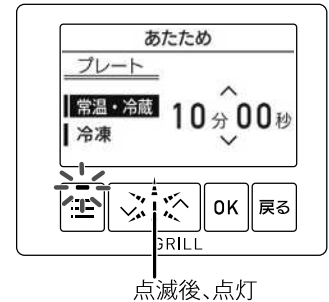 あたため
プレート
常温・冷蔵
冷凍
10分00秒
OK
戻る
GRILL
点滅後、点灯